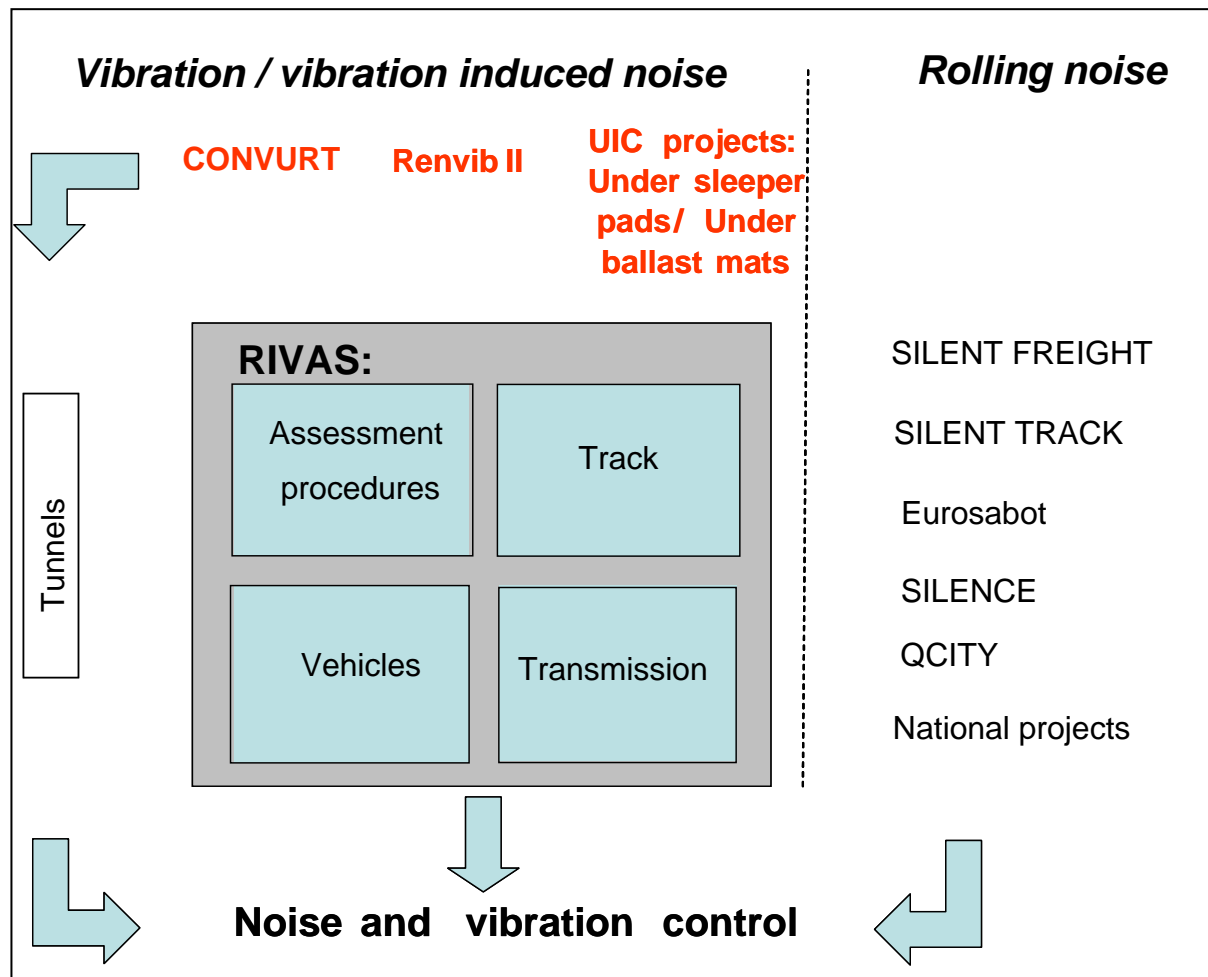 Vibration / vibration induced noise
Rolling noise
CONVURT
Renvib II
UIC projects:
Under sleeper
pads/ Under
ballast mats
RIVAS:
Assessment
procedures
Track
Vehicles
Transmission
Tunnels
SILENT FREIGHT
SILENT TRACK
Eurosabot
SILENCE
QCITY
National projects
Noise and vibration control